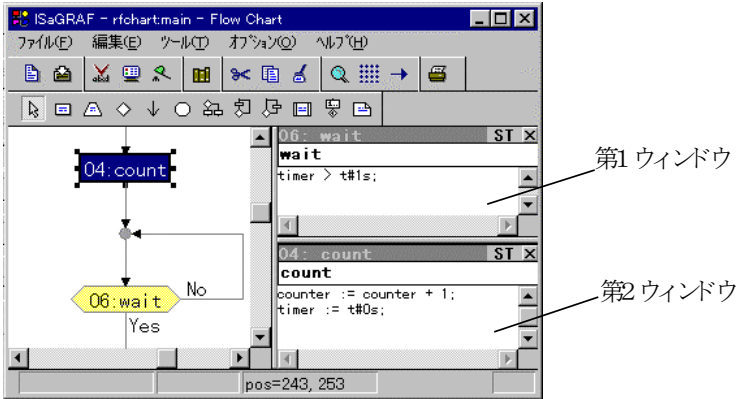 ISaGRAF - rfchart:main - Flow Chart
ファイル(F) 編集(E) ツール(T) オプション(O) ヘルプ(H)
04:count
06:wait
No
Yes
06: wait ST
wait
timer > t#1s;
04: count ST
count
counter := counter + 1;
timer := t#0s;
pos=243, 253
第1 ウィンドウ
第2 ウィンドウ